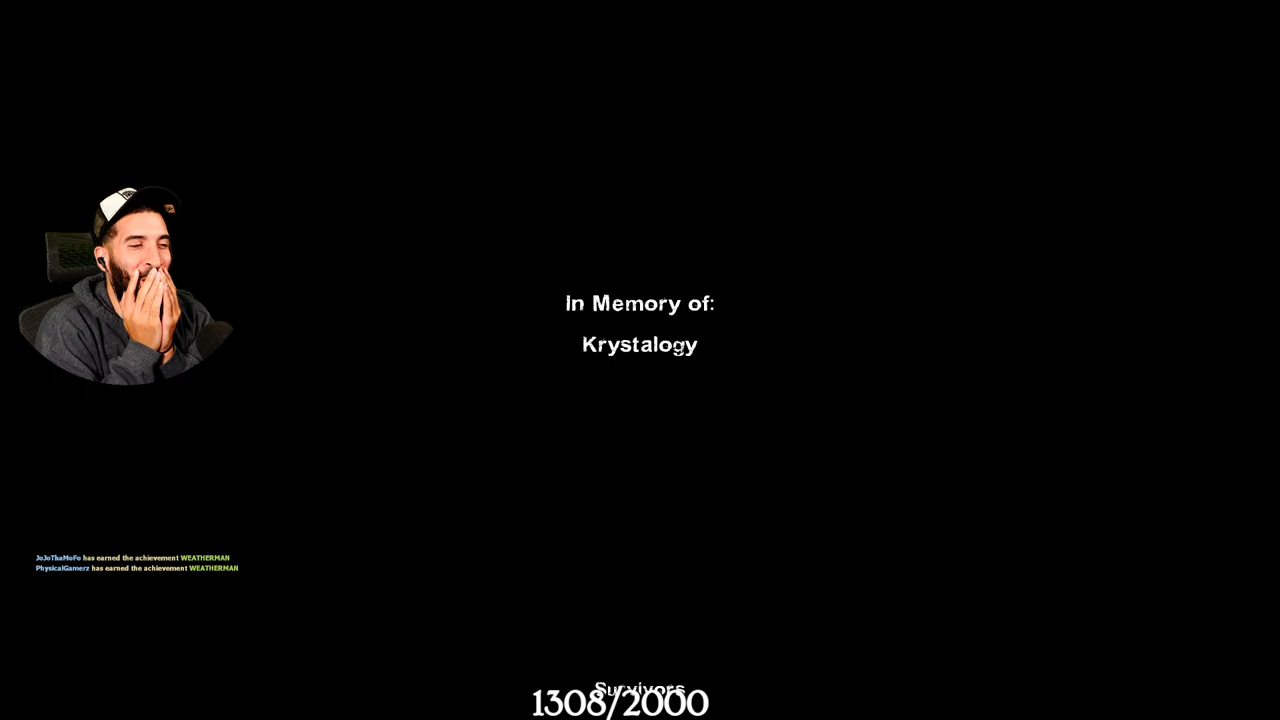 In Memory of:
Krystalogy
JoJoThaMoFo has earned the achievement WEATHERMAN
PhysicalGamerz has earned the achievement WEATHERMAN
Survivors
1308/2000